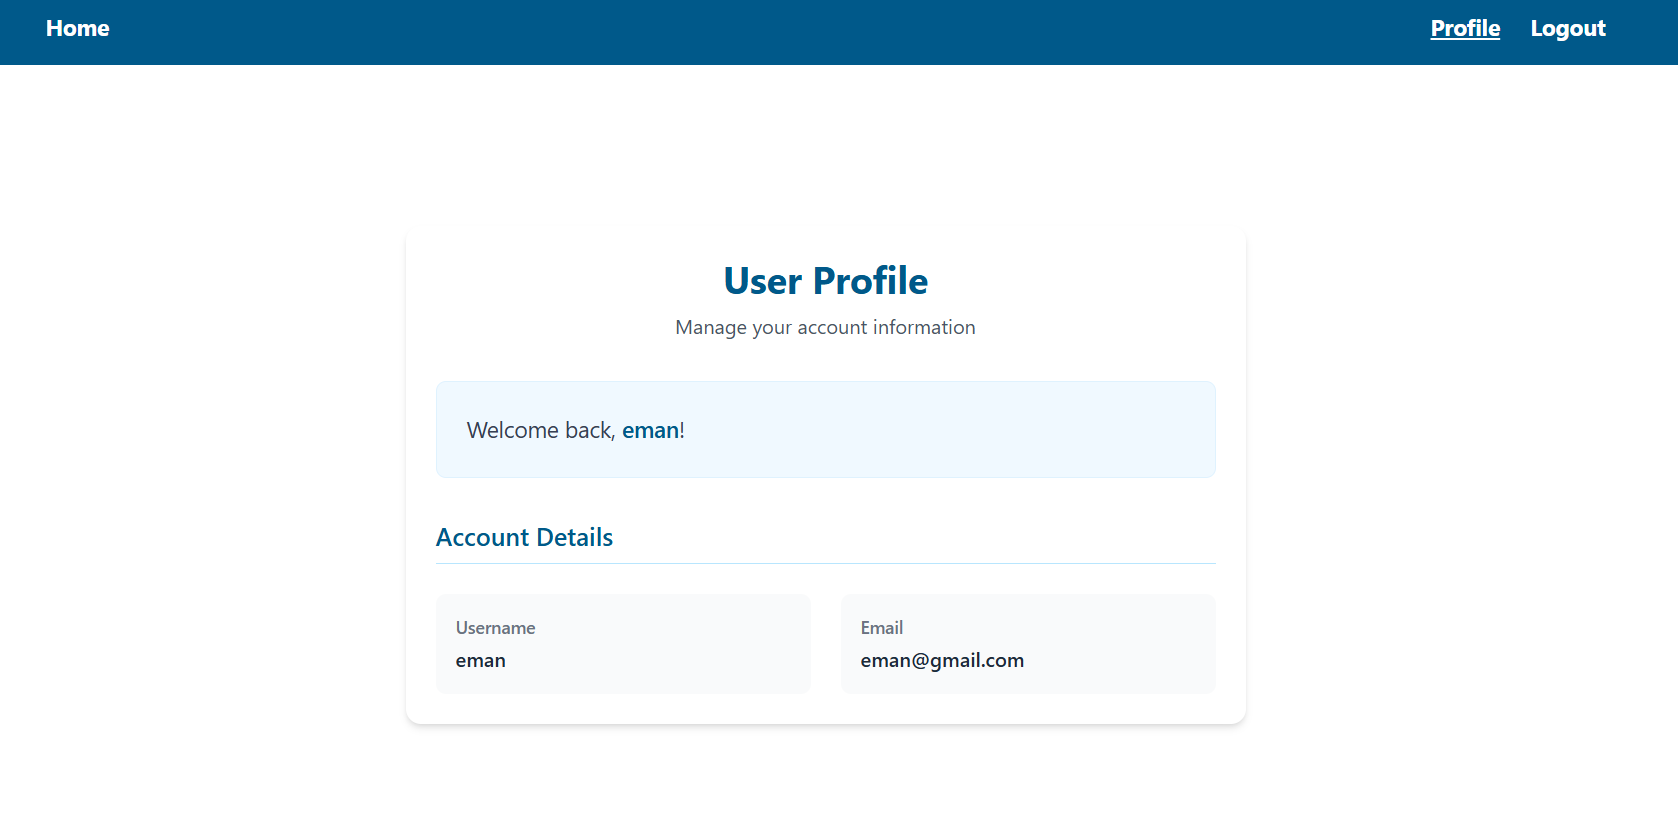 Home Profile Logout
User Profile
Manage your account information
Welcome back, eman!
Account Details
Username
eman
Email
eman@gmail.com